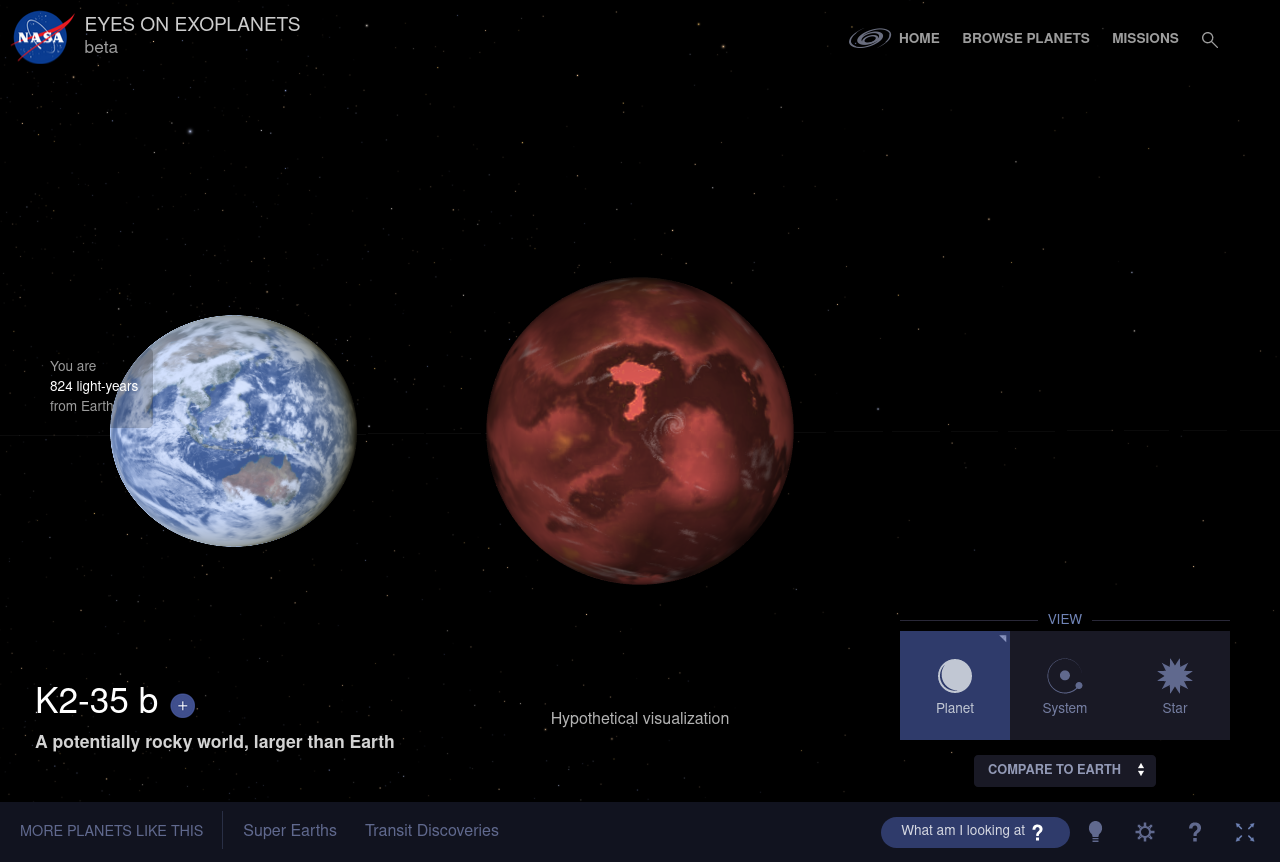 NASA
EYES ON EXOPLANETS
beta
HOME BROWSE PLANETS MISSIONS
You are
824 light-years
from Earth
VIEW
Planet System Star
K2-35 b +
A potentially rocky world, larger than Earth
Hypothetical visualization
COMPARE TO EARTH
MORE PLANETS LIKE THIS Super Earths Transit Discoveries What am I looking at ? ?